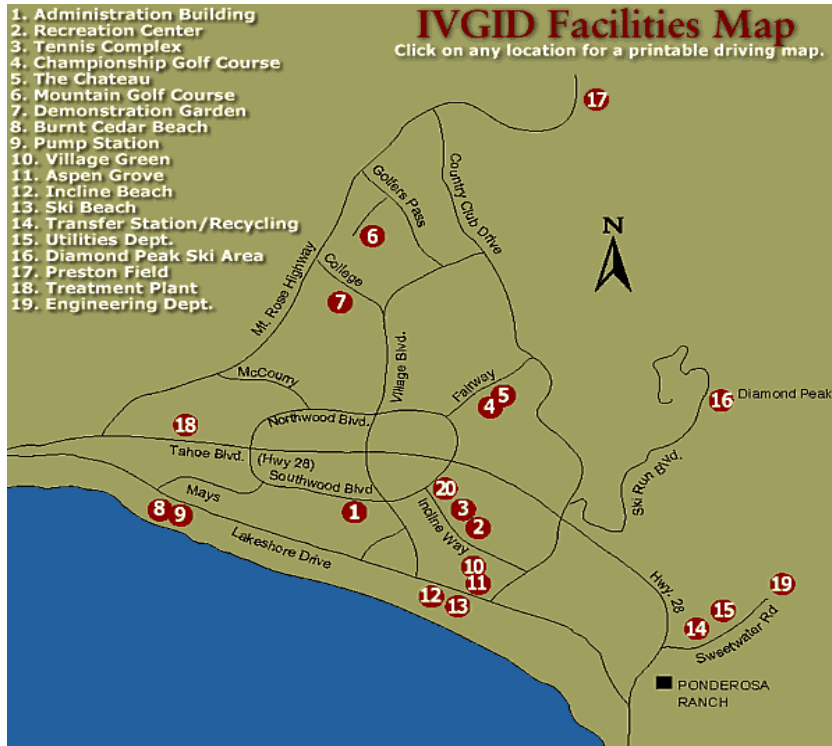 IVGID Facilities Map
Click on any location for a printable driving map.
1. Administration Building
2. Recreation Center
3. Tennis Complex
4. Championship Golf Course
5. The Chateau
6. Mountain Golf Course
7. Demonstration Garden
8. Burnt Cedar Beach
9. Pump Station
10. Village Green
11. Aspen Grove
12. Incline Beach
13. Ski Beach
14. Transfer Station/Recycling
15. Utilities Dept.
16. Diamond Peak Ski Area
17. Preston Field
18. Treatment Plant
19. Engineering Dept.
17
Golfers Pass
Country Club Drive
N
6
Mt. Rose Highway
College
7
Village Blvd.
McCourry
Fairway
5
4
16
Diamond Peak
Northwood Blvd.
18
Tahoe Blvd. (Hwy 28)
Ski Run Blvd.
Southwood Blvd
Mays
20
8
9
1
3
2
Incline Way
Lakeshore Drive
10
11
12
13
Hwy. 28
19
15
14
Sweetwater Rd
PONDEROSA
RANCH